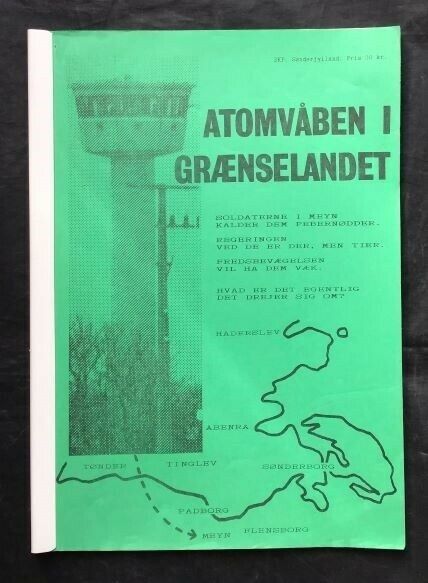 SKF. Sønderjylland. Pris 30 kr.
ATOMVÅBEN I
GRÆNSELANDET
SOLDATERNE I MEYN
KALDER DEM PEBERNØDDER.
REGERINGEN
VED DE ER DER, MEN TIER.
FREDSBEVÆGELSEN
VIL HA DEM VÆK.
HVAD ER DET EGENTLIG
DET DREJER SIG OM?
HADERSLEV
ÅBENRA
TØNDER TINGLEV SØNDERBORG
PADBORG
MEYN FLENSBORG